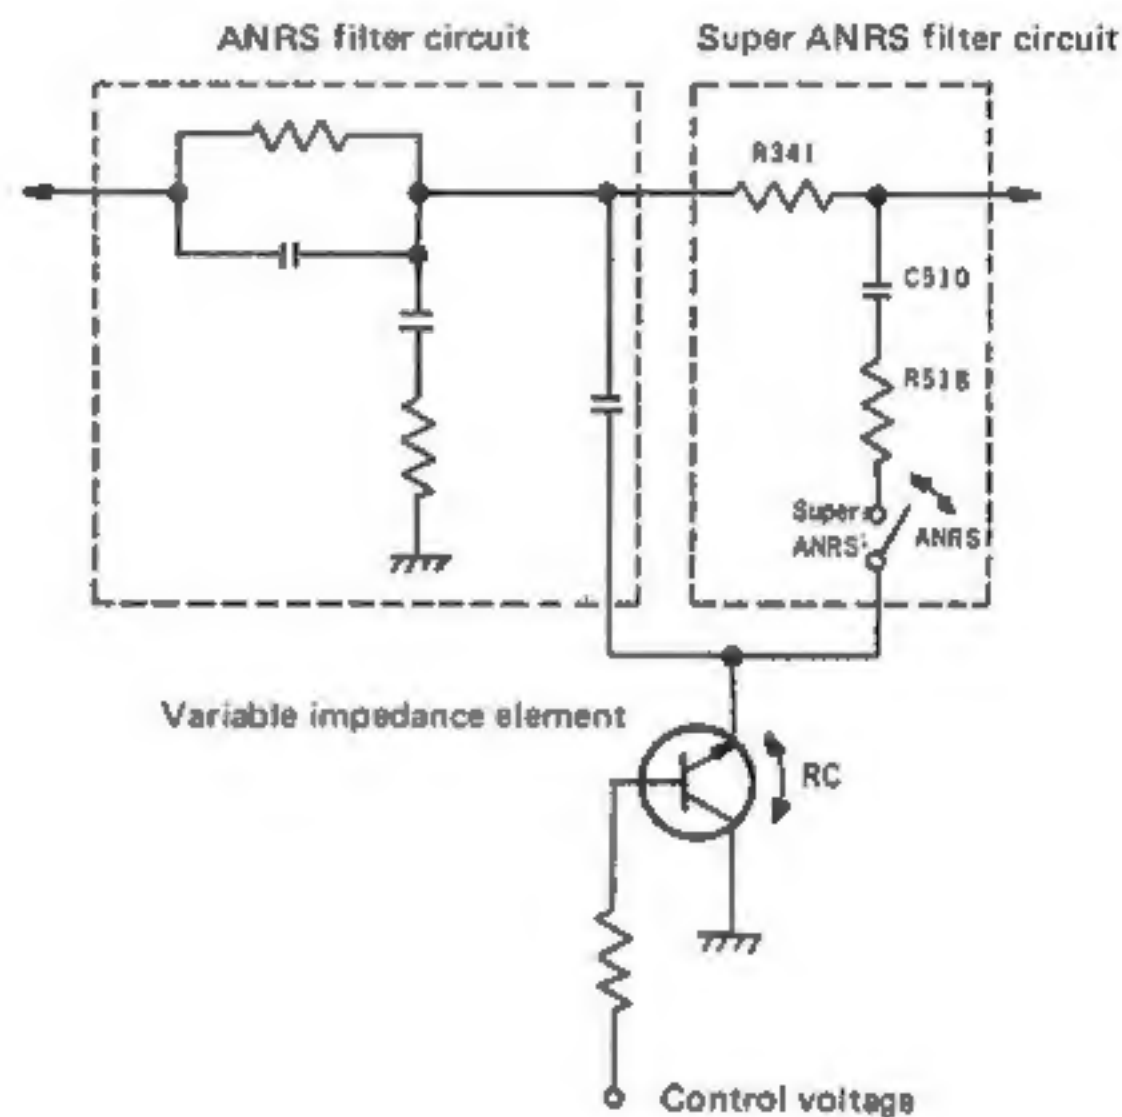 ANRS filter circuit
Super ANRS filter circuit
R341
C510
R518
Super
ANRS
ANRS
Variable impedance element
RC
Control voltage